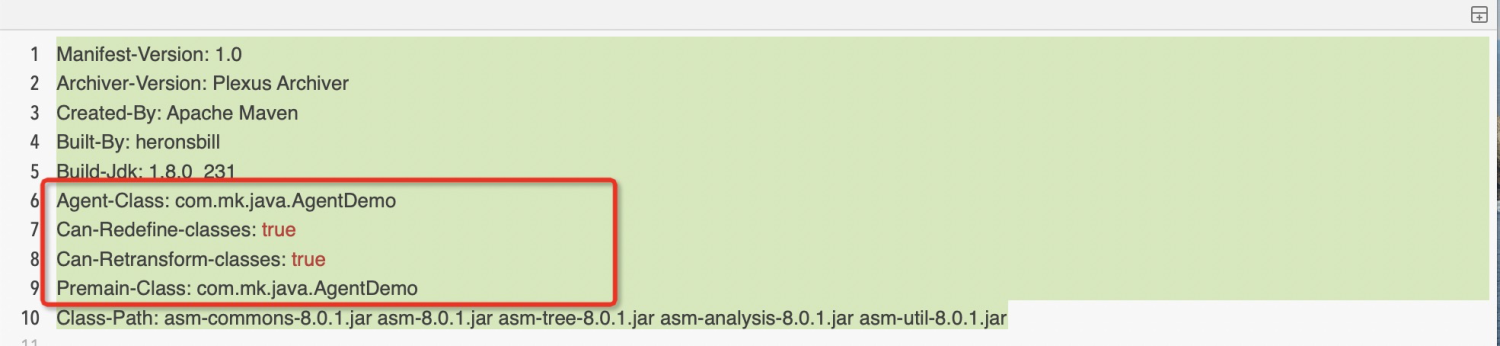 1 Manifest-Version: 1.0
2 Archiver-Version: Plexus Archiver
3 Created-By: Apache Maven
4 Built-By: heronsbill
5 Build-Jdk: 1.8.0_231
6 Agent-Class: com.mk.java.AgentDemo
7 Can-Redefine-classes: true
8 Can-Retransform-classes: true
9 Premain-Class: com.mk.java.AgentDemo
10 Class-Path: asm-commons-8.0.1.jar asm-8.0.1.jar asm-tree-8.0.1.jar asm-analysis-8.0.1.jar asm-util-8.0.1.jar
11